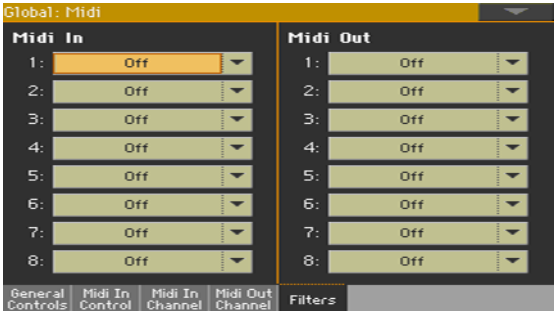 Global: Midi
Midi In
1: Off
2: Off
3: Off
4: Off
5: Off
6: Off
7: Off
8: Off
Midi Out
1: Off
2: Off
3: Off
4: Off
5: Off
6: Off
7: Off
8: Off
General Controls
Midi In Control
Midi In Channel
Midi Out Channel
Filters